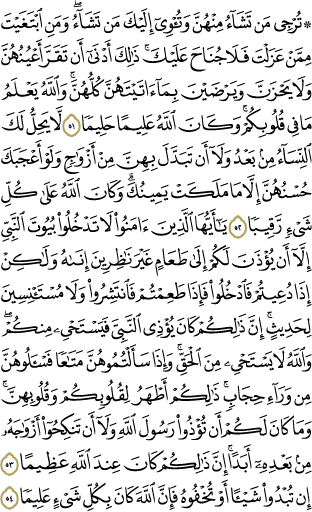 ۞ تُرْجِى مَن تَشَآءُ مِنْهُنَّ وَتُـْٔوِىٓ إِلَيْكَ مَن تَشَآءُ ۖ وَمَنِ ٱبْتَغَيْتَ
مِمَّنْ عَزَلْتَ فَلَا جُنَاحَ عَلَيْكَ ۚ ذَٰلِكَ أَدْنَىٰٓ أَن تَقَرَّ أَعْيُنُهُنَّ
وَلَا يَحْزَنَّ وَيَرْضَيْنَ بِمَآ ءَاتَيْتَهُنَّ كُلُّهُنَّ ۚ وَٱللَّهُ يَعْلَمُ
مَا فِى قُلُوبِكُمْ ۚ وَكَانَ ٱللَّهُ عَلِيمًا حَلِيمًا ٥١ لَّا يَحِلُّ لَكَ
ٱلنِّسَآءُ مِنۢ بَعْدُ وَلَآ أَن تَبَدَّلَ بِهِنَّ مِنْ أَزْوَٰجٍ وَلَوْ أَعْجَبَكَ
حُسْنُهُنَّ إِلَّا مَا مَلَكَتْ يَمِينُكَ ۗ وَكَانَ ٱللَّهُ عَلَىٰ كُلِّ
شَىْءٍ رَّقِيبًا ٥٢ يَـٰٓأَيُّهَا ٱلَّذِينَ ءَامَنُوا۟ لَا تَدْخُلُوا۟ بُيُوتَ ٱلنَّبِىِّ
إِلَّآ أَن يُؤْذَنَ لَكُمْ إِلَىٰ طَعَامٍ غَيْرَ نَـٰظِرِينَ إِنَىٰهُ وَلَـٰكِنْ
إِذَا دُعِيتُمْ فَٱدْخُلُوا۟ فَإِذَا طَعِمْتُمْ فَٱنتَشِرُوا۟ وَلَا مُسْتَـْٔنِسِينَ
لِحَدِيثٍ ۚ إِنَّ ذَٰلِكُمْ كَانَ يُؤْذِى ٱلنَّبِىَّ فَيَسْتَحْىِۦ مِنكُمْ ۖ
وَٱللَّهُ لَا يَسْتَحْىِۦ مِنَ ٱلْحَقِّ ۚ وَإِذَا سَأَلْتُمُوهُنَّ مَتَـٰعًا فَسْـَٔلُوهُنَّ
مِن وَرَآءِ حِجَابٍ ۚ ذَٰلِكُمْ أَطْهَرُ لِقُلُوبِكُمْ وَقُلُوبِهِنَّ ۚ
وَمَا كَانَ لَكُمْ أَن تُؤْذُوا۟ رَسُولَ ٱللَّهِ وَلَآ أَن تَنكِحُوٓا۟ أَزْوَٰجَهُۥ
مِنۢ بَعْدِهِۦٓ أَبَدًا ۚ إِنَّ ذَٰلِكُمْ كَانَ عِندَ ٱللَّهِ عَظِيمًا ٥٣
إِن تُبْدُوا۟ شَيْـًٔا أَوْ تُخْفُوهُ فَإِنَّ ٱللَّهَ كَانَ بِكُلِّ شَىْءٍ عَلِيمًا ٥٤